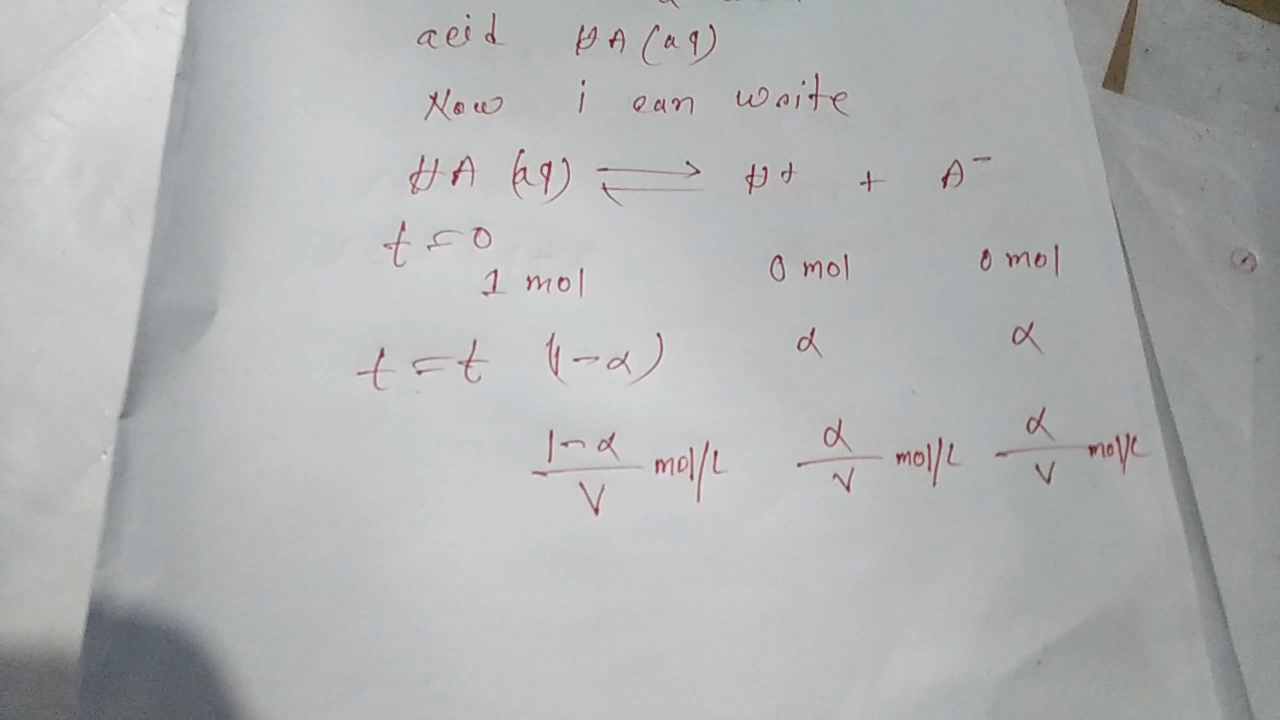 acid HA (aq)
Now i can write
HA (aq) ⇌ H+ + A⁻
t = 0
1 mol 0 mol 0 mol
t = t (1-α) α α
1-α/V mol/L α/V mol/L α/V mol/L